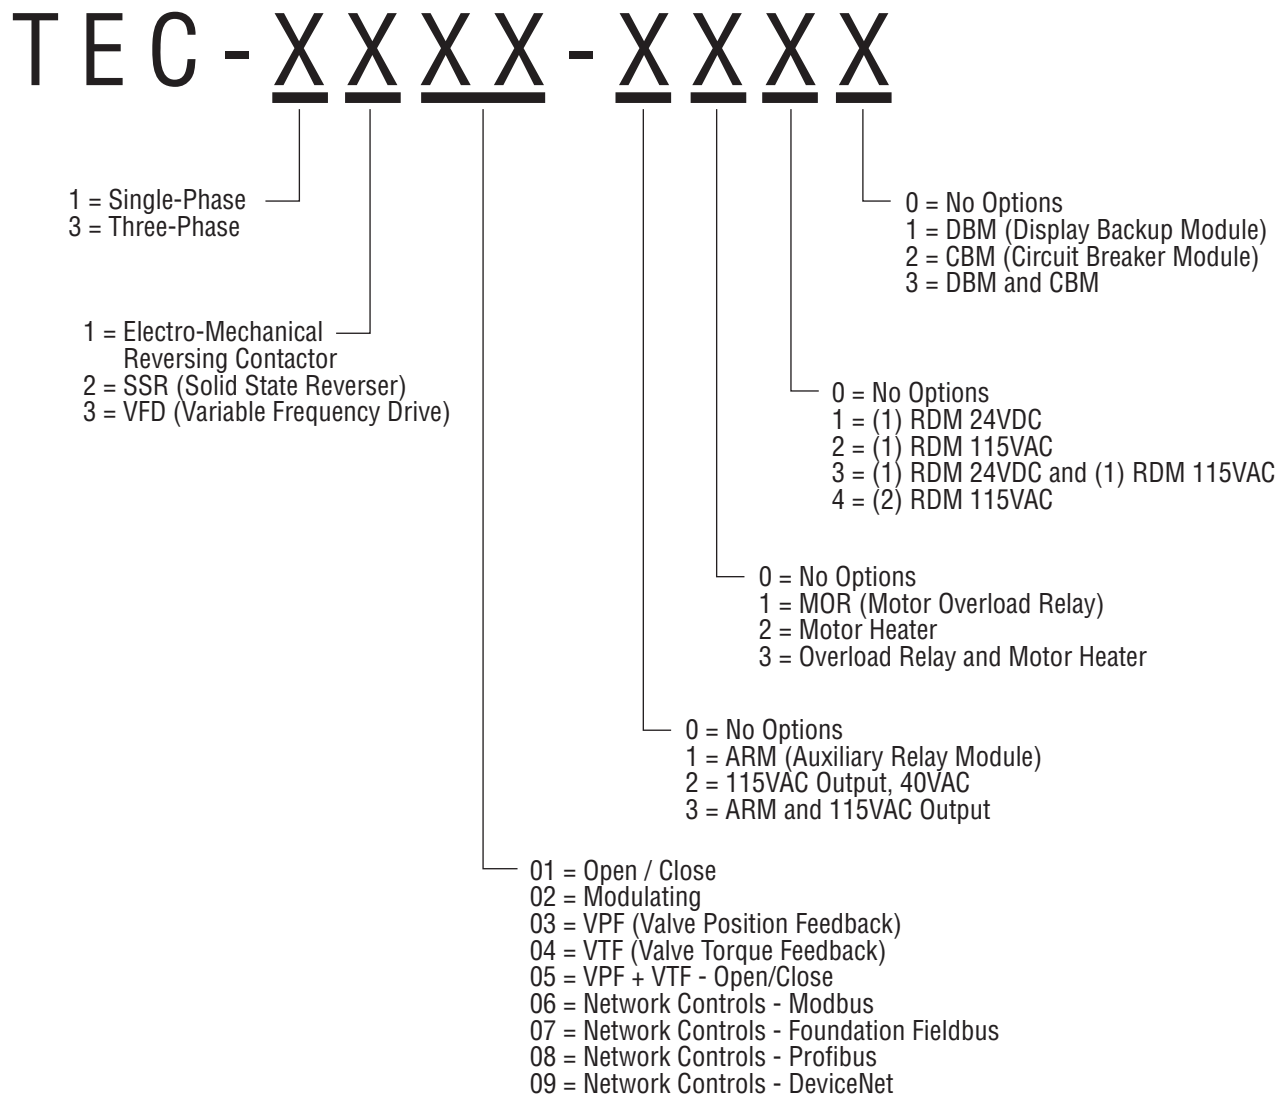 TEC-XXXX-XXXX
1 = Single-Phase
3 = Three-Phase
1 = Electro-Mechanical
Reversing Contactor
2 = SSR (Solid State Reverser)
3 = VFD (Variable Frequency Drive)
0 = No Options
1 = DBM (Display Backup Module)
2 = CBM (Circuit Breaker Module)
3 = DBM and CBM
0 = No Options
1 = (1) RDM 24VDC
2 = (1) RDM 115VAC
3 = (1) RDM 24VDC and (1) RDM 115VAC
4 = (2) RDM 115VAC
0 = No Options
1 = MOR (Motor Overload Relay)
2 = Motor Heater
3 = Overload Relay and Motor Heater
0 = No Options
1 = ARM (Auxiliary Relay Module)
2 = 115VAC Output, 40VAC
3 = ARM and 115VAC Output
01 = Open / Close
02 = Modulating
03 = VPF (Valve Position Feedback)
04 = VTF (Valve Torque Feedback)
05 = VPF + VTF - Open/Close
06 = Network Controls - Modbus
07 = Network Controls - Foundation Fieldbus
08 = Network Controls - Profibus
09 = Network Controls - DeviceNet